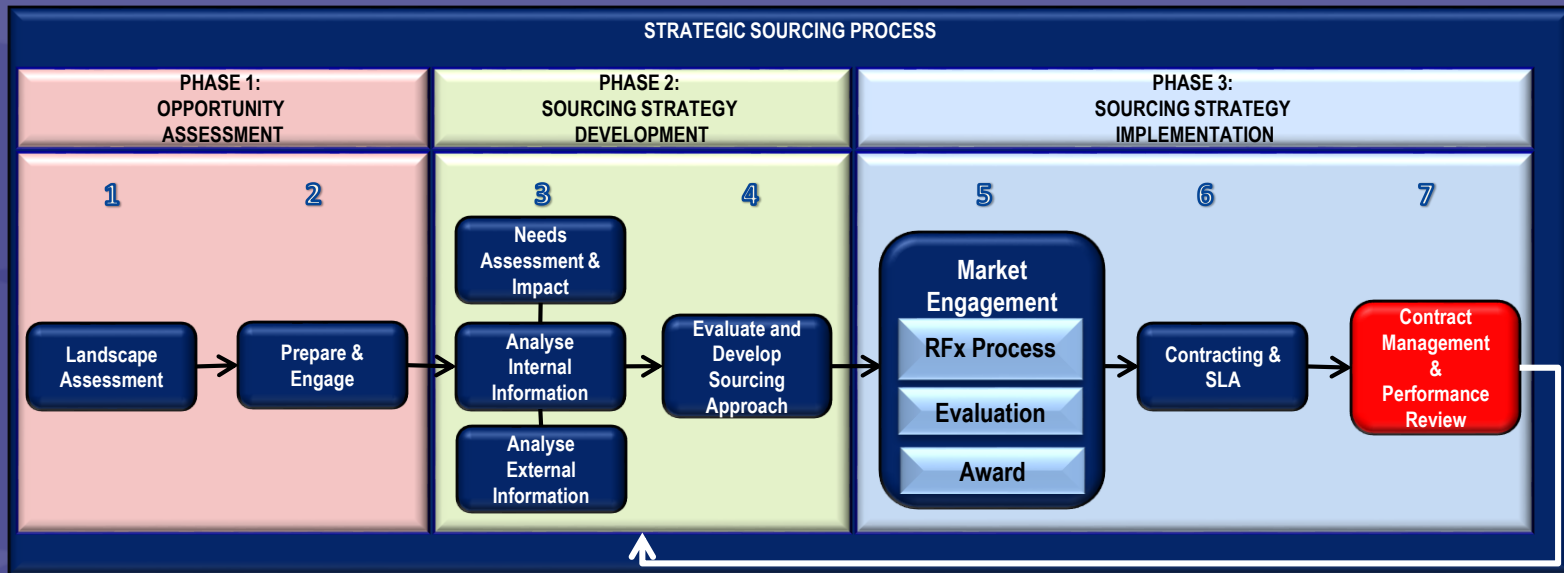 STRATEGIC SOURCING PROCESS
PHASE 1:
OPPORTUNITY
ASSESSMENT
PHASE 2:
SOURCING STRATEGY
DEVELOPMENT
PHASE 3:
SOURCING STRATEGY
IMPLEMENTATION
1
2
3
4
5
6
7
Landscape
Assessment
Prepare &
Engage
Needs
Assessment &
Impact
Analyse
Internal
Information
Analyse
External
Information
Evaluate and
Develop
Sourcing
Approach
Market
Engagement
RFx Process
Evaluation
Award
Contracting &
SLA
Contract
Management
&
Performance
Review